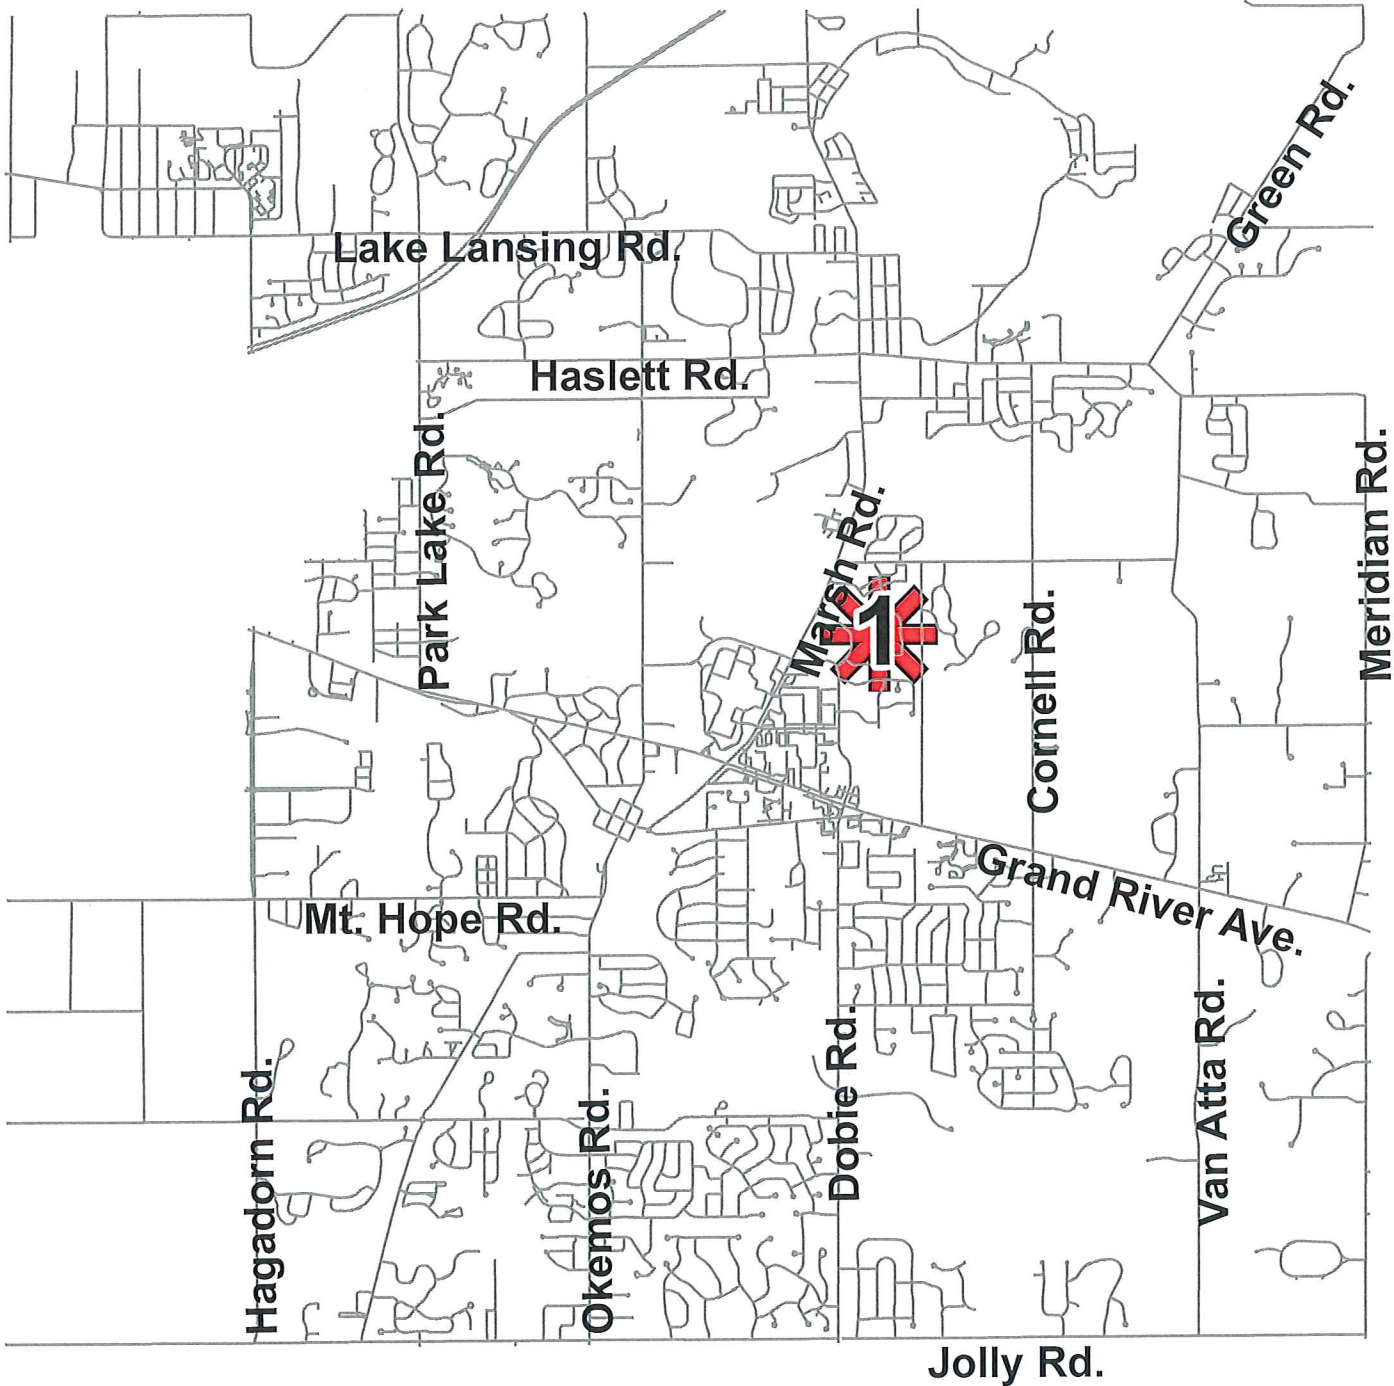 Green Rd.
Lake Lansing Rd.
Haslett Rd.
Park Lake Rd.
Marsh Rd.
Meridian Rd.
1
Cornell Rd.
Grand River Ave.
Mt. Hope Rd.
Van Atta Rd.
Dobie Rd.
Hagadorn Rd.
Okemos Rd.
Jolly Rd.